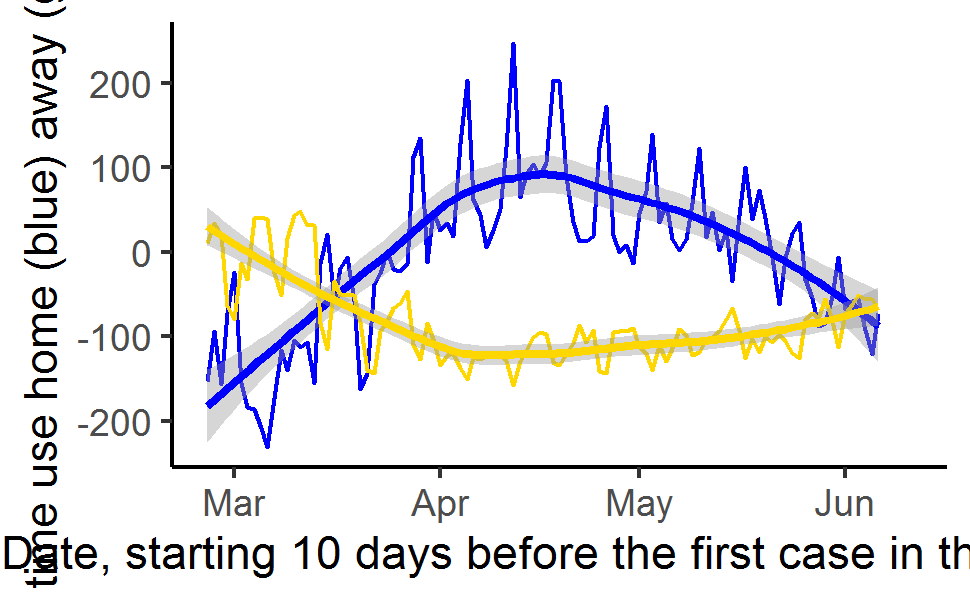 time use home (blue) away (
200
100
0
-100
-200
Mar Apr May Jun
Date, starting 10 days before the first case in th